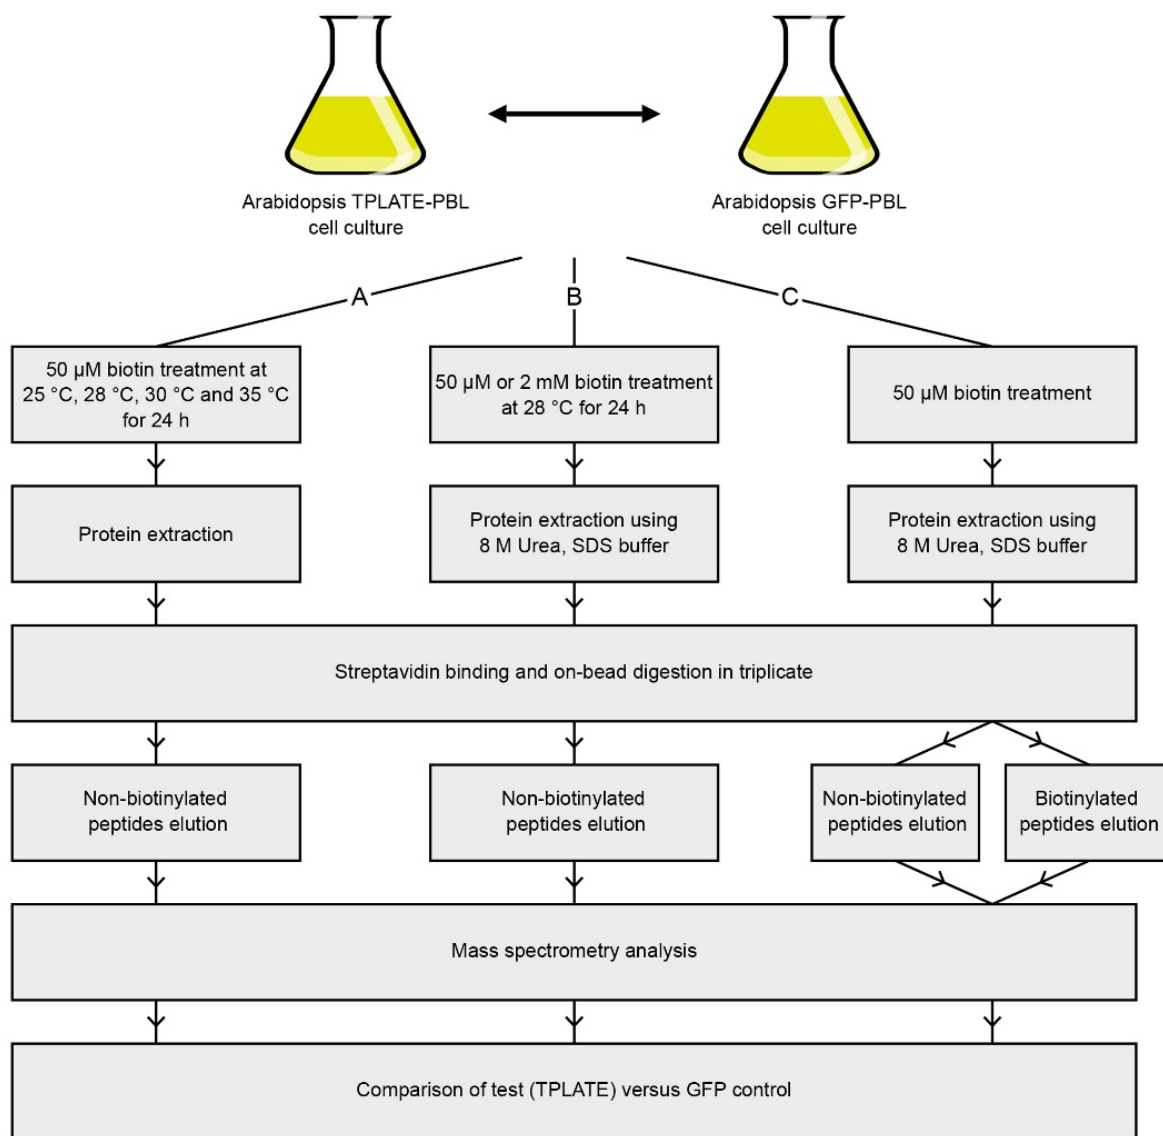 Arabidopsis TPLATE-PBL
cell culture
Arabidopsis GFP-PBL
cell culture
A
B
C
50 µM biotin treatment at
25 °C, 28 °C, 30 °C and 35 °C
for 24 h
50 µM or 2 mM biotin treatment
at 28 °C for 24 h
50 µM biotin treatment
Protein extraction
Protein extraction using
8 M Urea, SDS buffer
Protein extraction using
8 M Urea, SDS buffer
Streptavidin binding and on-bead digestion in triplicate
Non-biotinylated
peptides elution
Non-biotinylated
peptides elution
Non-biotinylated
peptides elution
Biotinylated
peptides elution
Mass spectrometry analysis
Comparison of test (TPLATE) versus GFP control